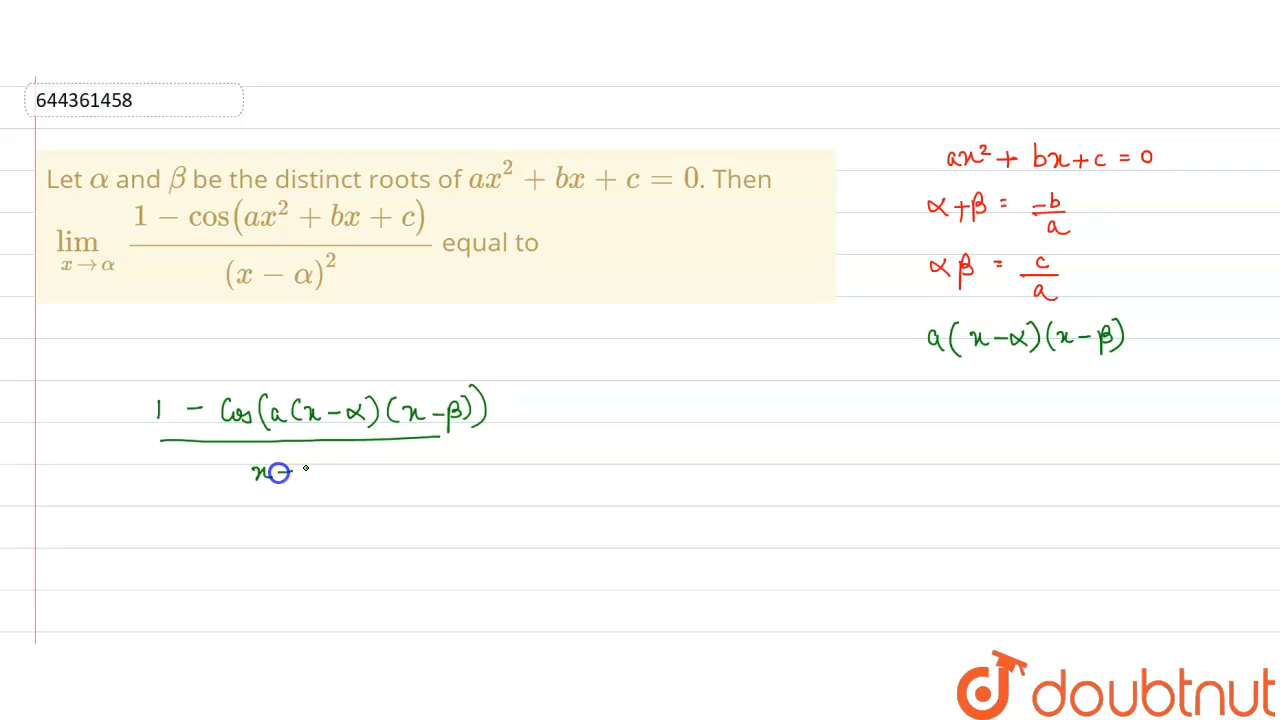 644361458
Let α and β be the distinct roots of ax² + bx + c = 0. Then
lim x→α (1 − cos(ax² + bx + c)) / (x − α)² equal to
ax² + bx + c = 0
α + β = -b/a
αβ = c/a
a(x − α)(x − β)
1 − Cos(a(x − α)(x − β))
x −
doubtnut